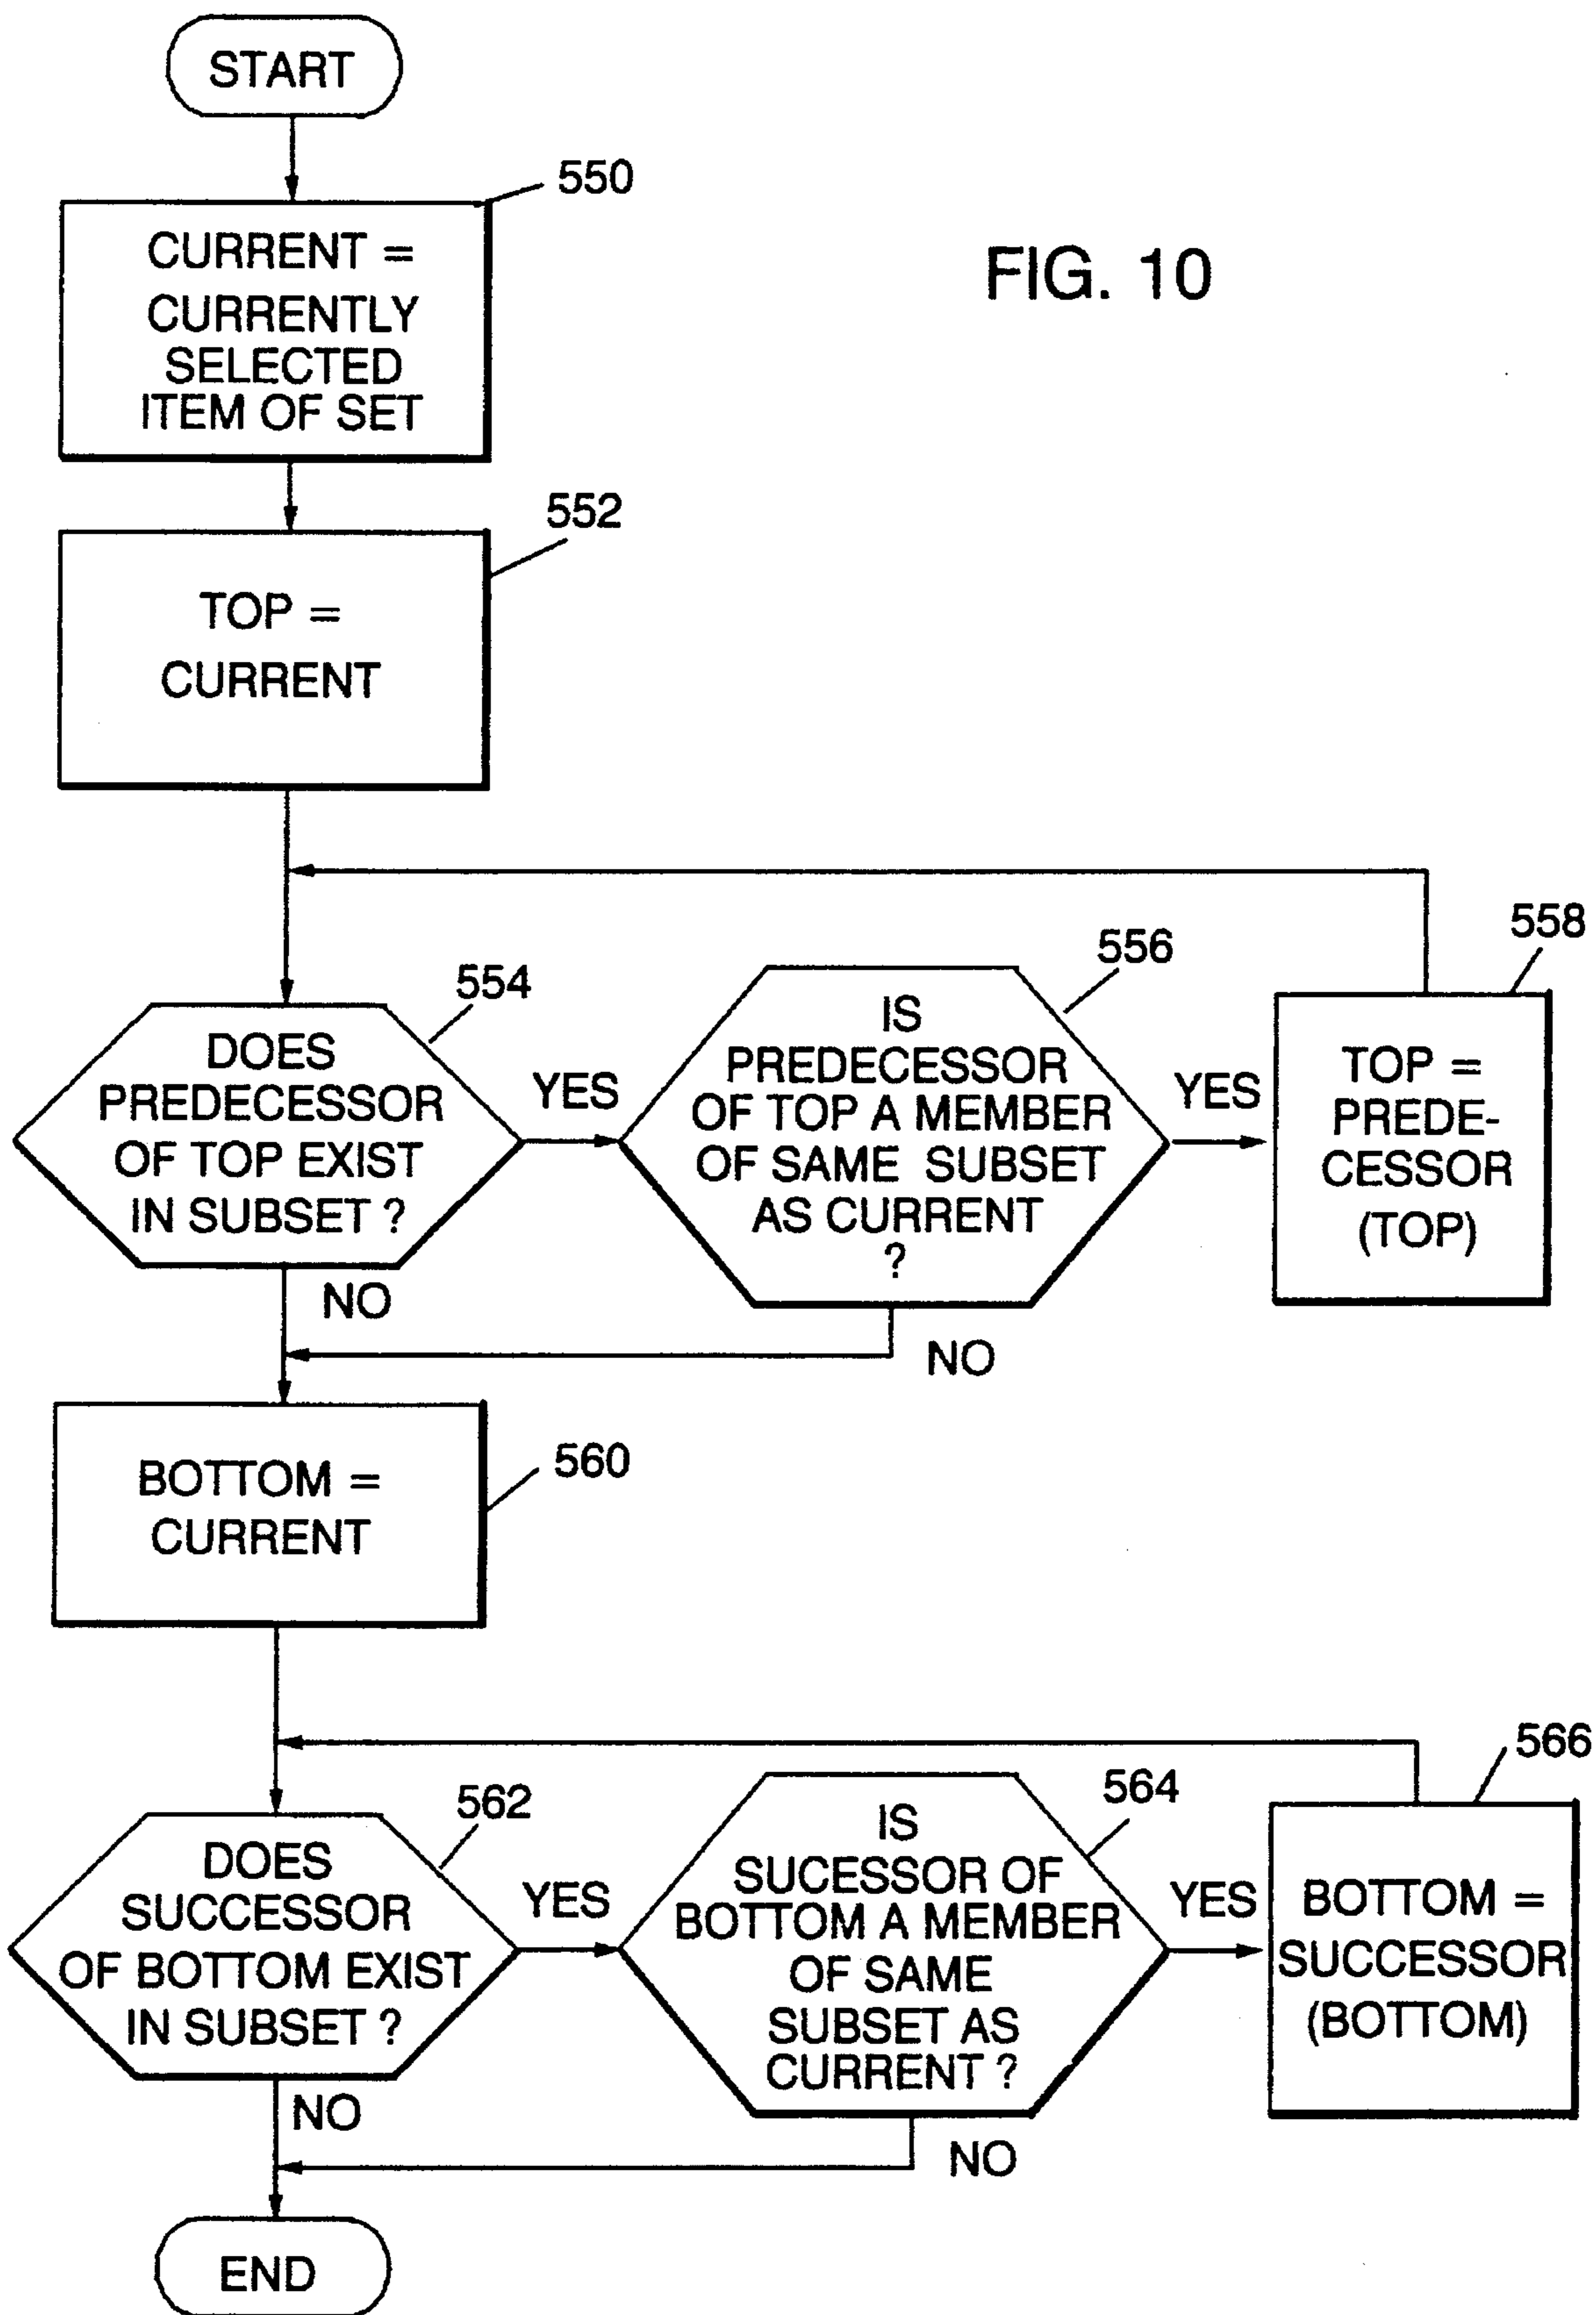 START
550
CURRENT =
CURRENTLY
SELECTED
ITEM OF SET
FIG. 10
552
TOP =
CURRENT
554
DOES
PREDECESSOR
OF TOP EXIST
IN SUBSET ?
YES
NO
556
IS
PREDECESSOR
OF TOP A MEMBER
OF SAME SUBSET
AS CURRENT
?
YES
NO
558
TOP =
PREDE-
CESSOR
(TOP)
560
BOTTOM =
CURRENT
562
DOES
SUCCESSOR
OF BOTTOM EXIST
IN SUBSET ?
YES
NO
564
IS
SUCESSOR OF
BOTTOM A MEMBER
OF SAME
SUBSET AS
CURRENT ?
YES
NO
566
BOTTOM =
SUCCESSOR
(BOTTOM)
END